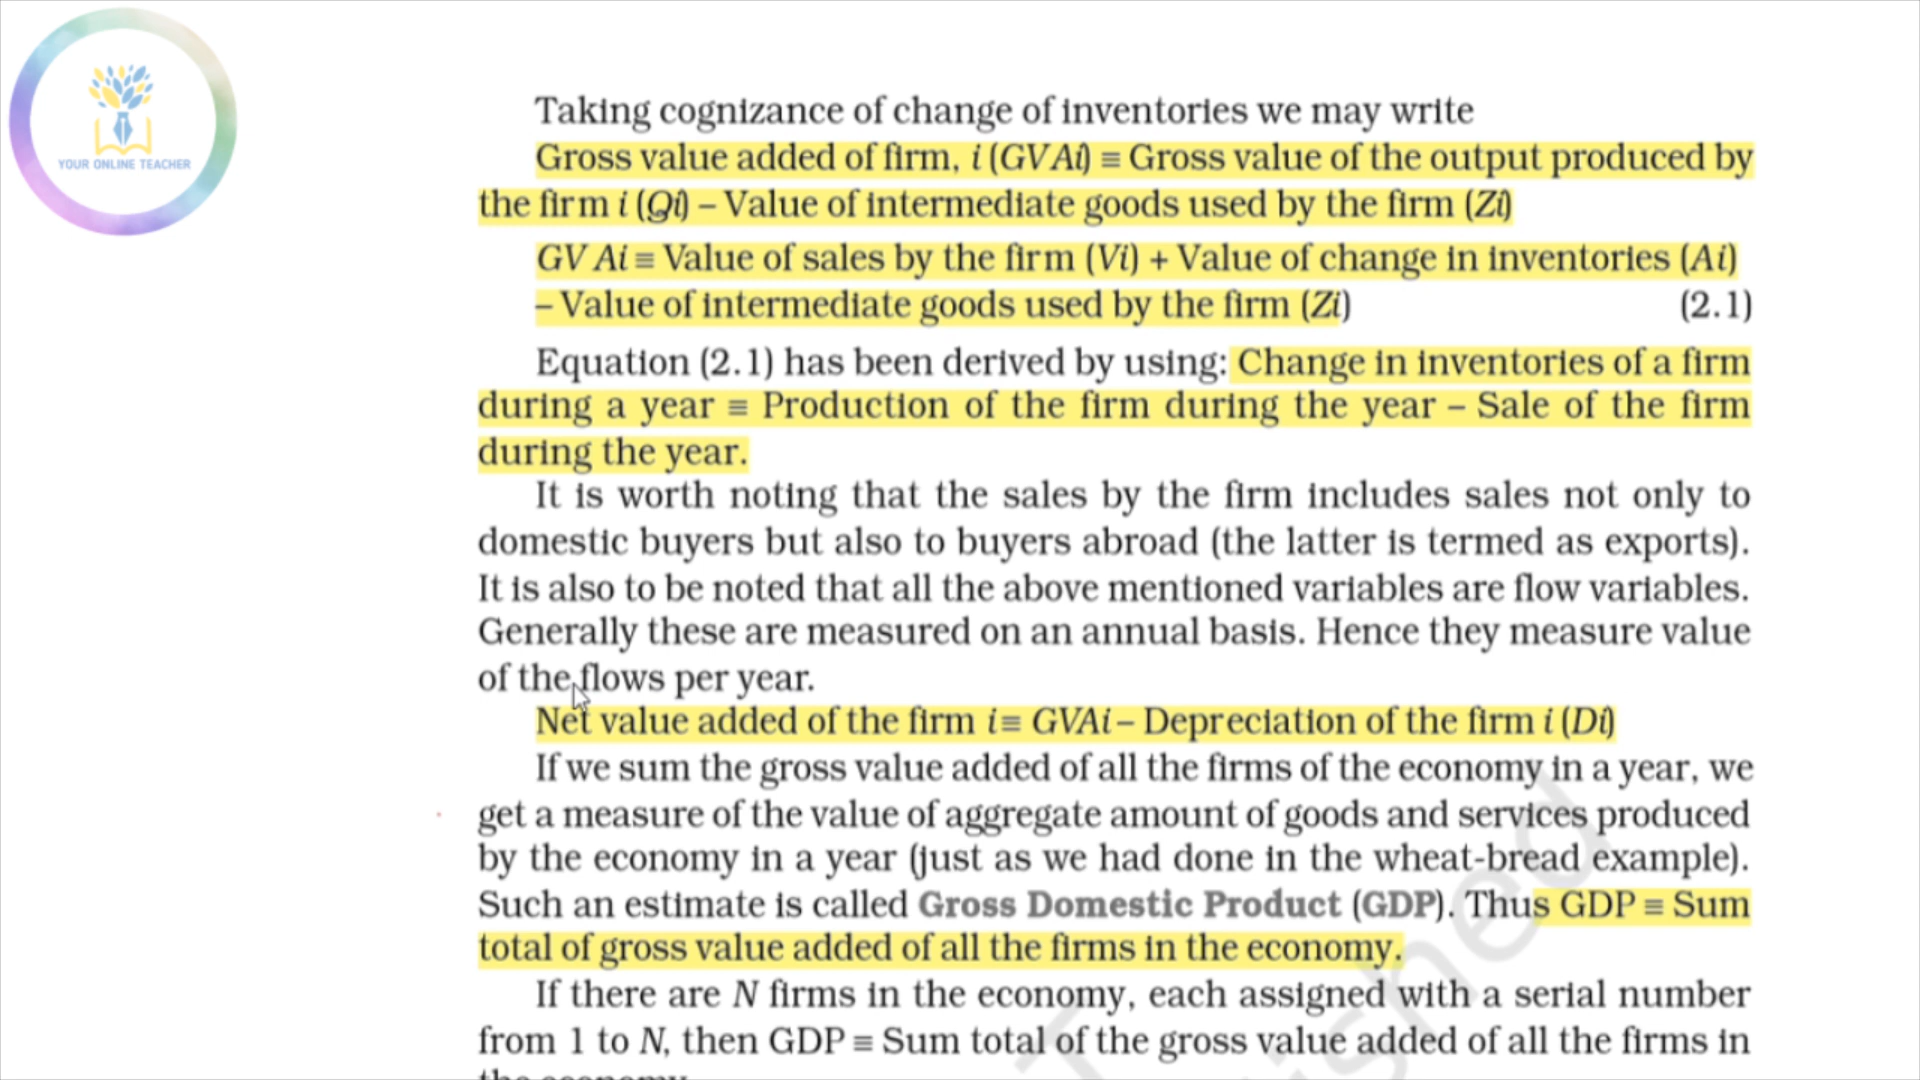 YOUR ONLINE TEACHER
Taking cognizance of change of inventories we may write
Gross value added of firm, i (GVAi) ≡ Gross value of the output produced by
the firm i (Qi) – Value of intermediate goods used by the firm (Zi)
GV Ai ≡ Value of sales by the firm (Vi) + Value of change in inventories (Ai)
– Value of intermediate goods used by the firm (Zi) (2.1)
Equation (2.1) has been derived by using: Change in inventories of a firm
during a year ≡ Production of the firm during the year – Sale of the firm
during the year.
It is worth noting that the sales by the firm includes sales not only to
domestic buyers but also to buyers abroad (the latter is termed as exports).
It is also to be noted that all the above mentioned variables are flow variables.
Generally these are measured on an annual basis. Hence they measure value
of the flows per year.
Net value added of the firm i ≡ GVAi – Depreciation of the firm i (Di)
If we sum the gross value added of all the firms of the economy in a year, we
get a measure of the value of aggregate amount of goods and services produced
by the economy in a year (just as we had done in the wheat-bread example).
Such an estimate is called Gross Domestic Product (GDP). Thus GDP ≡ Sum
total of gross value added of all the firms in the economy.
If there are N firms in the economy, each assigned with a serial number
from 1 to N, then GDP ≡ Sum total of the gross value added of all the firms in